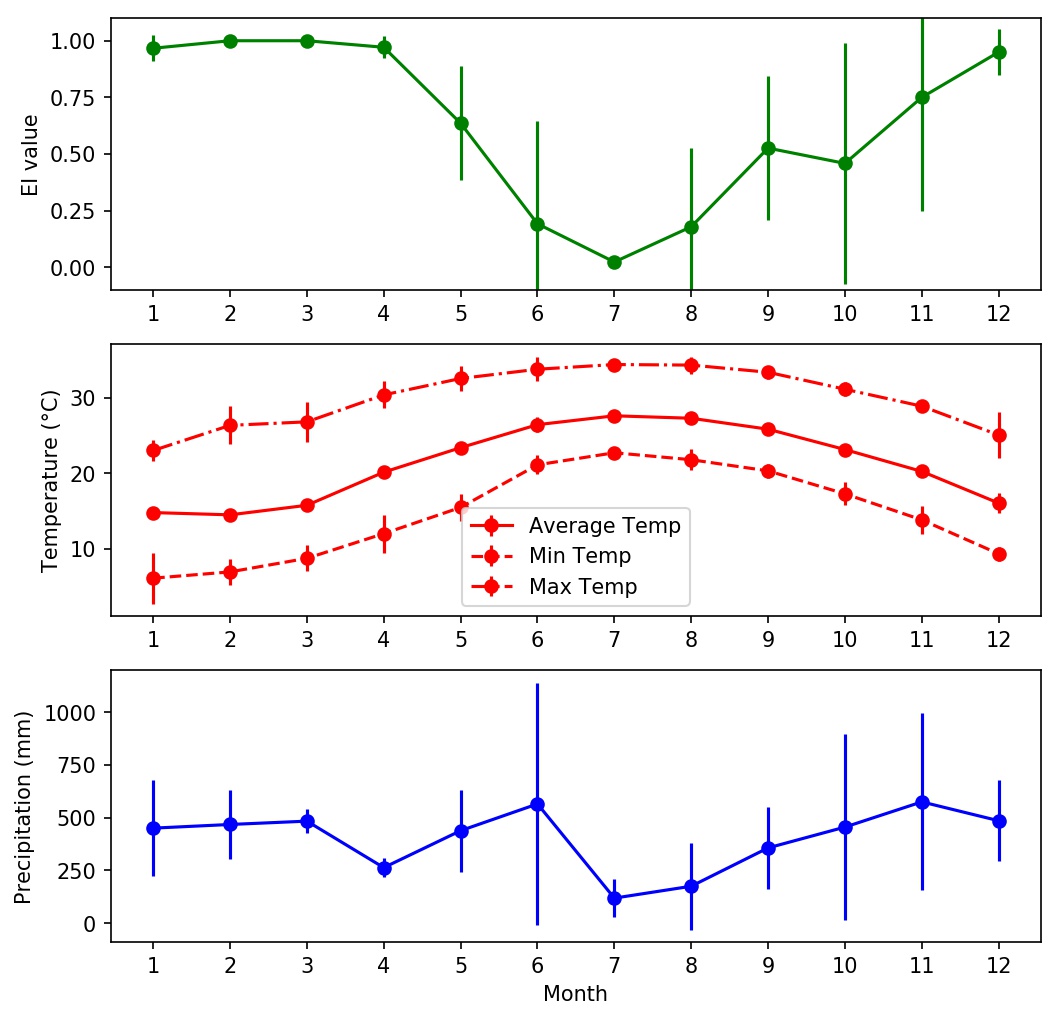 EI value
1.00
0.75
0.50
0.25
0.00
1 2 3 4 5 6 7 8 9 10 11 12
Temperature (°C)
30
20
10
Average Temp
Min Temp
Max Temp
1 2 3 4 5 6 7 8 9 10 11 12
Precipitation (mm)
1000
750
500
250
0
1 2 3 4 5 6 7 8 9 10 11 12
Month